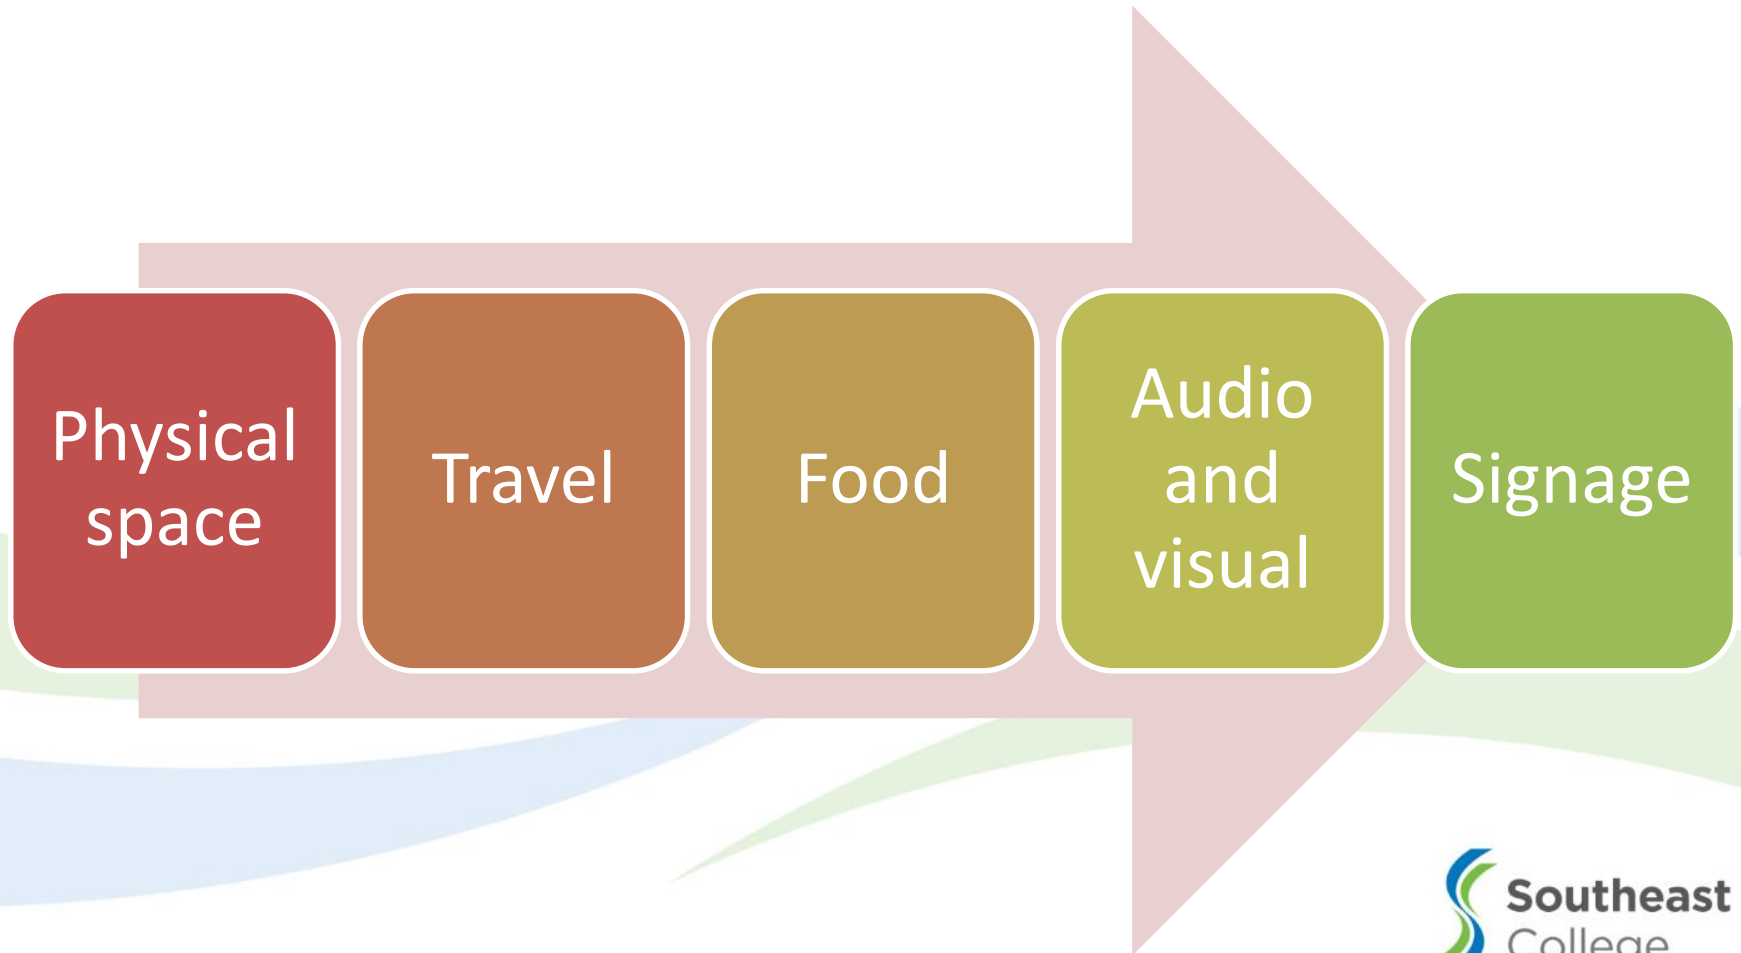 Physical
space
Travel
Food
Audio
and
visual
Signage
Southeast
College